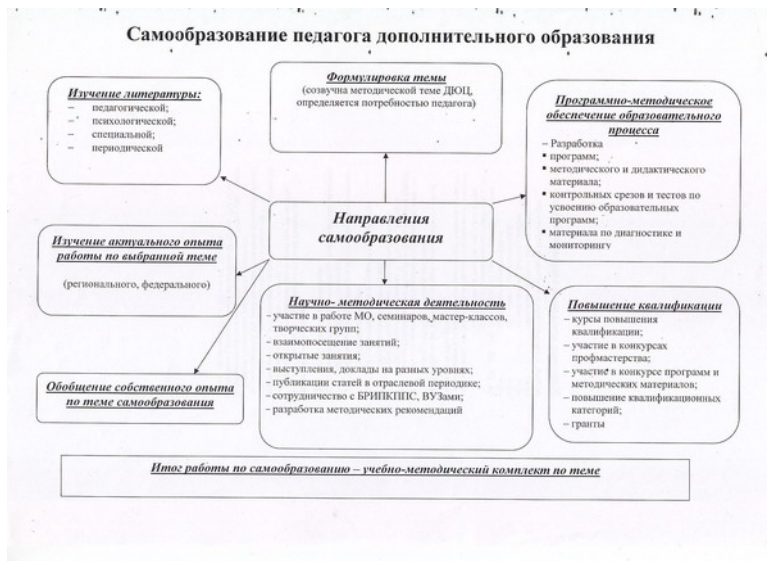 Самообразование педагога дополнительного образования
Изучение литературы:
– педагогической;
– психологической;
– специальной;
– периодической
Формулировка темы
(созвучна методической теме ДЮЦ,
определяется потребностью педагога)
Программно-методическое
обеспечение образовательного
процесса
– Разработка
▪ программ;
▪ методического и дидактического
материала;
▪ контрольных срезов и тестов по
усвоению образовательных
программ;
▪ материала по диагностике и
мониторингу
Направления
самообразования
Изучение актуального опыта
работы по выбранной теме
(регионального, федерального)
Научно- методическая деятельность
– участие в работе МО, семинаров, мастер-классов,
творческих групп;
– взаимопосещение занятий;
– открытые занятия;
– выступления, доклады на разных уровнях;
– публикации статей в отраслевой периодике;
– сотрудничество с БРИПКППС, ВУЗами;
– разработка методических рекомендаций
Повышение квалификации
– курсы повышения
квалификации;
– участие в конкурсах
профмастерства;
– участие в конкурсе программ и
методических материалов;
– повышение квалификационных
категорий;
– гранты
Обобщение собственного опыта
по теме самообразования
Итог работы по самообразованию – учебно-методический комплект по теме